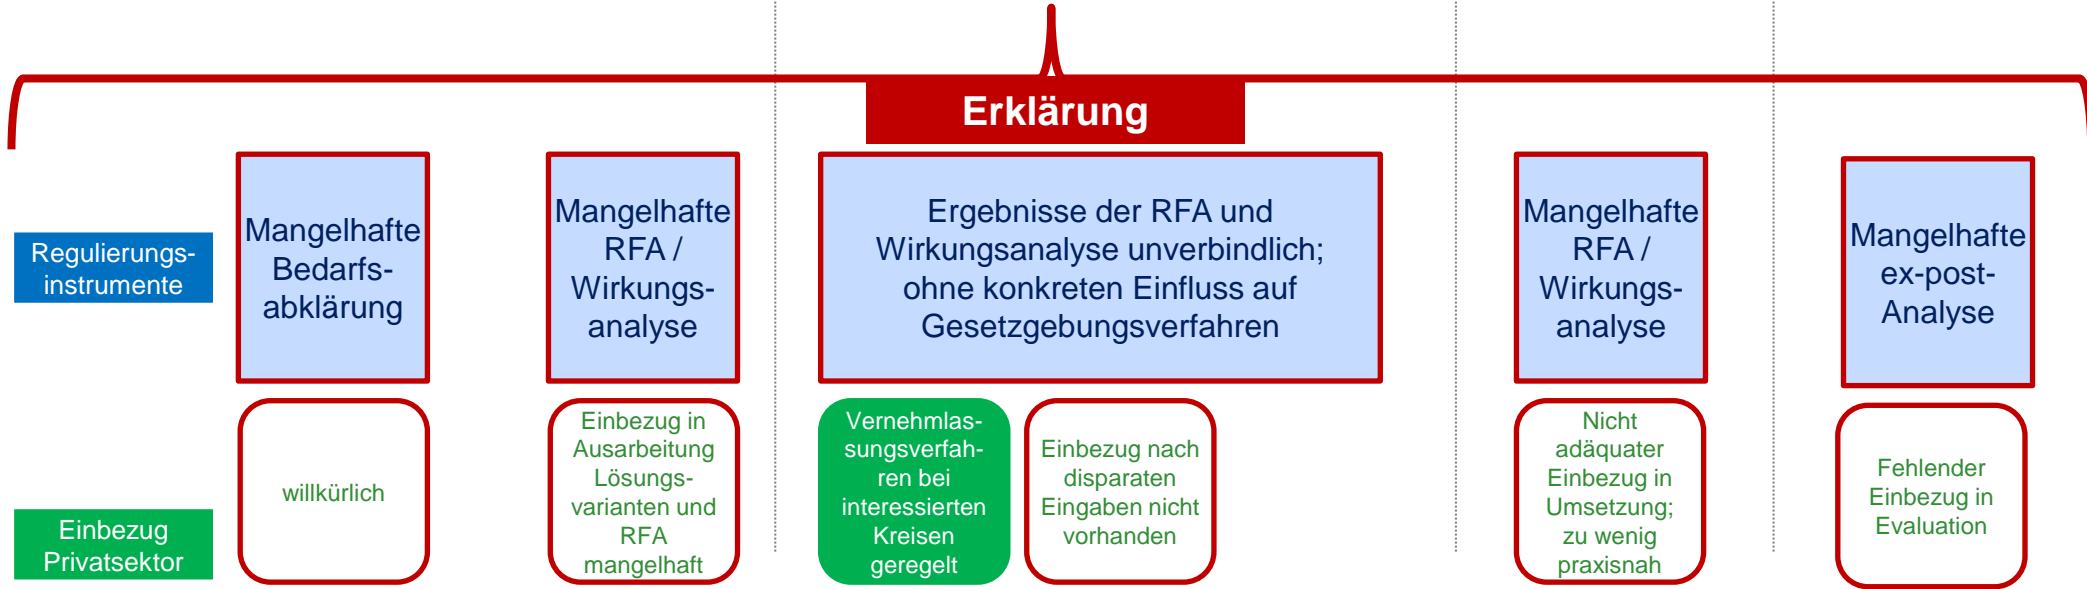 Erklärung
Regulierungs-
instrumente
Mangelhafte
Bedarfs-
abklärung
Mangelhafte
RFA /
Wirkungs-
analyse
Ergebnisse der RFA und
Wirkungsanalyse unverbindlich;
ohne konkreten Einfluss auf
Gesetzgebungsverfahren
Mangelhafte
RFA /
Wirkungs-
analyse
Mangelhafte
ex-post-
Analyse
Einbezug
Privatsektor
willkürlich
Einbezug in
Ausarbeitung
Lösungs-
varianten und
RFA
mangelhaft
Vernehmlas-
sungsverfah-
ren bei
interessierten
Kreisen
geregelt
Einbezug nach
disparaten
Eingaben nicht
vorhanden
Nicht
adäquater
Einbezug in
Umsetzung;
zu wenig
praxisnah
Fehlender
Einbezug in
Evaluation